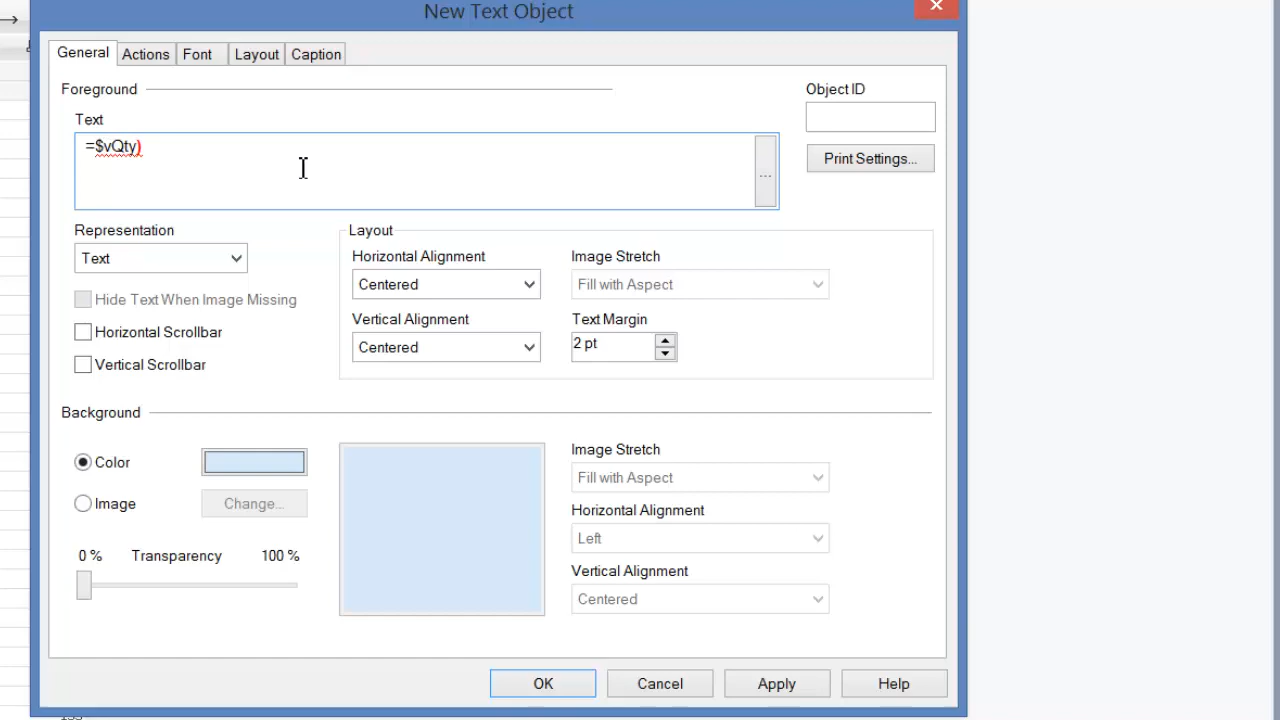 New Text Object
General Actions Font Layout Caption
Foreground
Object ID
Text
=$vQty)
...
Print Settings...
Representation
Text
Layout
Horizontal Alignment
Image Stretch
Centered
Fill with Aspect
Hide Text When Image Missing
Vertical Alignment
Text Margin
Horizontal Scrollbar
Centered
2 pt
Vertical Scrollbar
Background
Image Stretch
Color
Fill with Aspect
Image
Change...
Horizontal Alignment
Left
0 % Transparency 100 %
Vertical Alignment
Centered
OK Cancel Apply Help